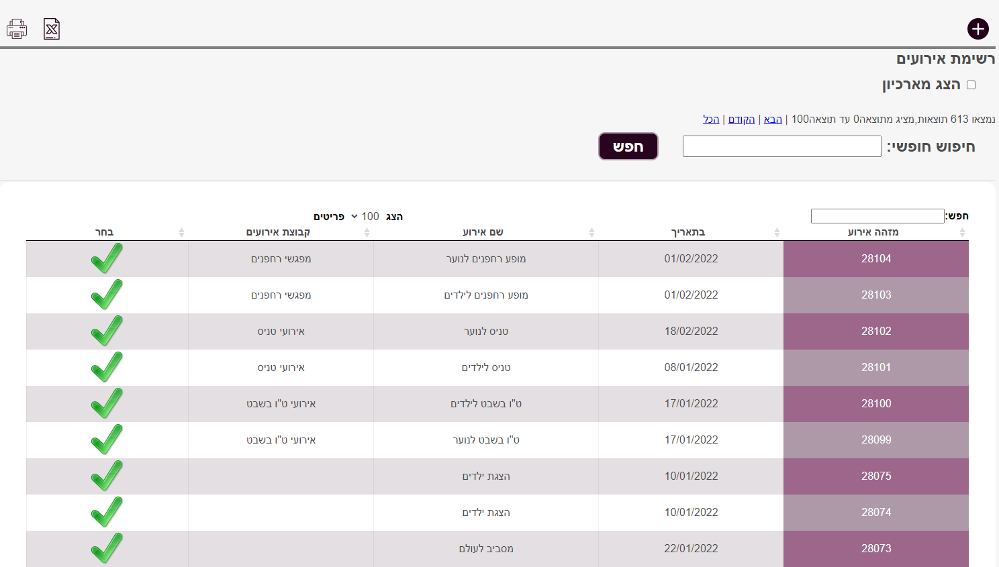 רשימת אירועים
הצג מארכיון
נמצאו 613 תוצאות,מציג מתוצאה0 עד תוצאה100 | הבא | הקודם | הכל
חיפוש חופשי: חפש
חפש: הצג 100 פריטים
מזהה אירוע בתאריך שם אירוע קבוצת אירועים בחר
28104 01/02/2022 מופע רחפנים לנוער מפגשי רחפנים
28103 01/02/2022 מופע רחפנים לילדים מפגשי רחפנים
28102 18/02/2022 טניס לנוער אירועי טניס
28101 08/01/2022 טניס לילדים אירועי טניס
28100 17/01/2022 ט"ו בשבט לילדים אירועי ט"ו בשבט
28099 17/01/2022 ט"ו בשבט לנוער אירועי ט"ו בשבט
28075 10/01/2022 הצגת ילדים
28074 10/01/2022 הצגת ילדים
28073 22/01/2022 מסביב לעולם